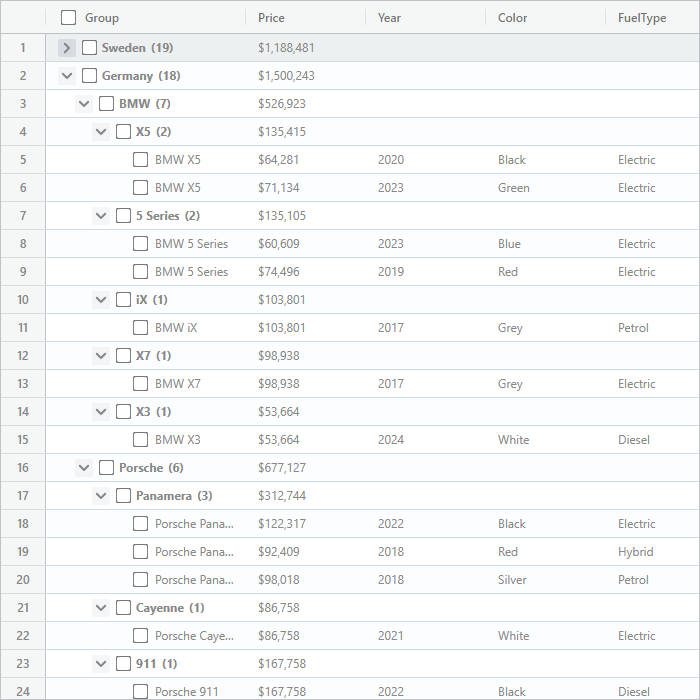 Group Price Year Color FuelType
1 Sweden (19) $1,188,481
2 Germany (18) $1,500,243
3 BMW (7) $526,923
4 X5 (2) $135,415
5 BMW X5 $64,281 2020 Black Electric
6 BMW X5 $71,134 2023 Green Electric
7 5 Series (2) $135,105
8 BMW 5 Series $60,609 2023 Blue Electric
9 BMW 5 Series $74,496 2019 Red Electric
10 iX (1) $103,801
11 BMW iX $103,801 2017 Grey Petrol
12 X7 (1) $98,938
13 BMW X7 $98,938 2017 Grey Electric
14 X3 (1) $53,664
15 BMW X3 $53,664 2024 White Diesel
16 Porsche (6) $677,127
17 Panamera (3) $312,744
18 Porsche Pana... $122,317 2022 Black Electric
19 Porsche Pana... $92,409 2018 Red Hybrid
20 Porsche Pana... $98,018 2018 Silver Petrol
21 Cayenne (1) $86,758
22 Porsche Caye... $86,758 2021 White Electric
23 911 (1) $167,758
24 Porsche 911 $167,758 2022 Black Diesel